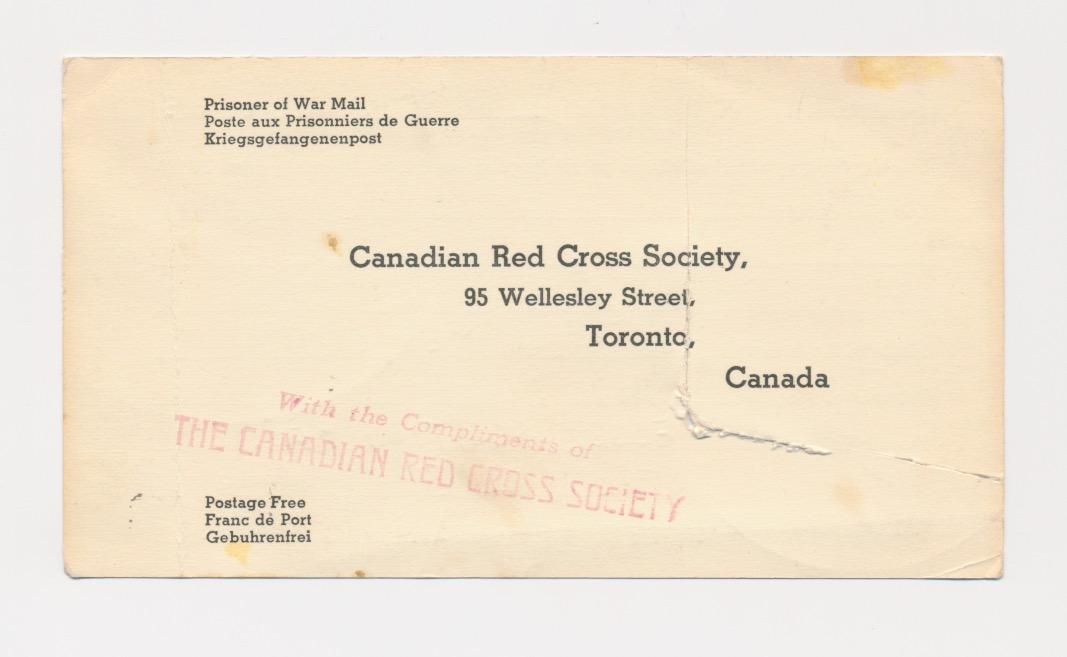 Prisoner of War Mail
Poste aux Prisonniers de Guerre
Kriegsgefangenenpost
Canadian Red Cross Society,
95 Wellesley Street,
Toronto,
Canada
With the Compliments of
THE CANADIAN RED CROSS SOCIETY
Postage Free
Franc de Port
Gebuhrenfrei